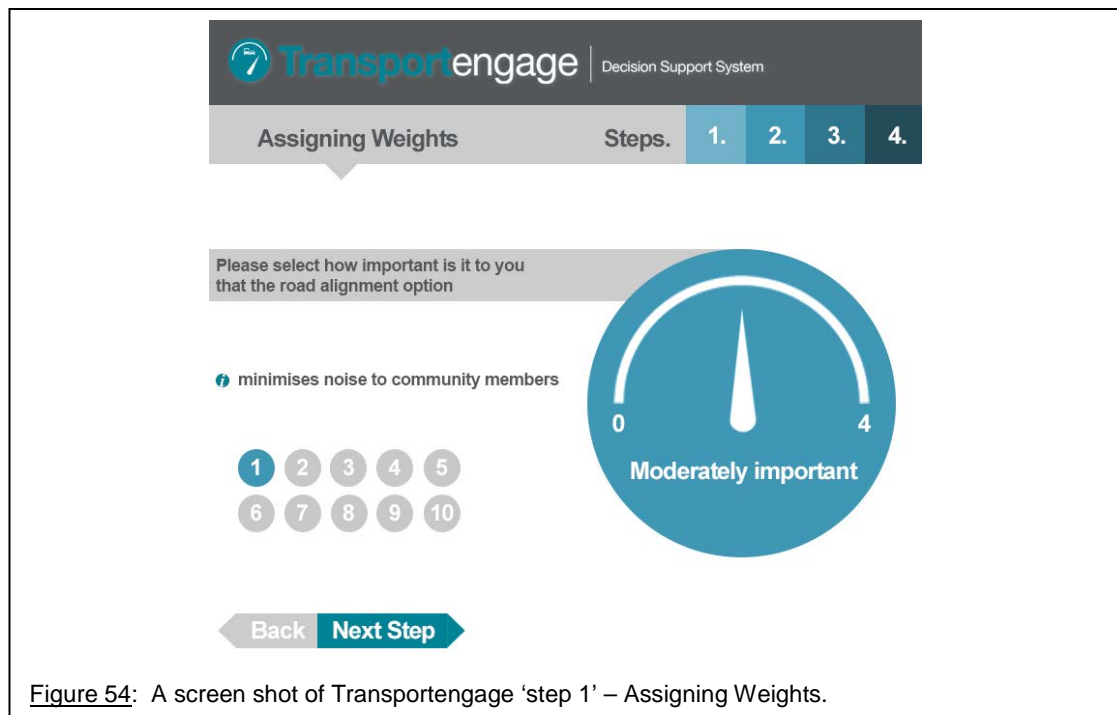 Transportengage Decision Support System
Assigning Weights Steps. 1. 2. 3. 4.
Please select how important is it to you
that the road alignment option
minimises noise to community members
0 4
Moderately important
1 2 3 4 5
6 7 8 9 10
Back Next Step
Figure 54: A screen shot of Transportengage ‘step 1’ – Assigning Weights.